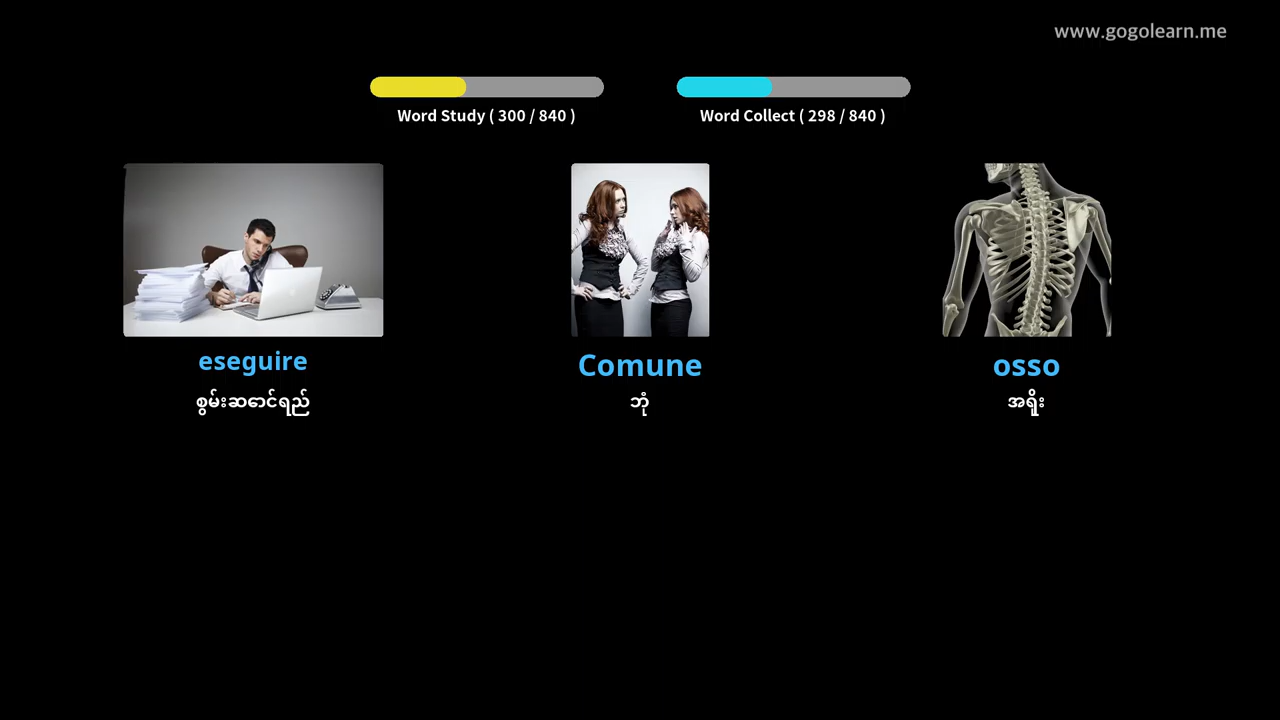 www.gogolearn.me
Word Study ( 300 / 840 )
Word Collect ( 298 / 840 )
eseguire
Comune
osso
စွမ်းဆောင်ရည်
ဘုံ
အရိုး